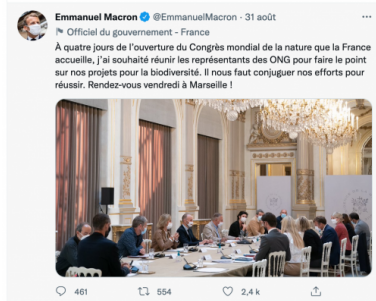 Emmanuel Macron @EmmanuelMacron · 31 août
Officiel du gouvernement - France
À quatre jours de l'ouverture du Congrès mondial de la nature que la France
accueille, j'ai souhaité réunir les représentants des ONG pour faire le point
sur nos projets pour la biodiversité. Il nous faut conjuguer nos efforts pour
réussir. Rendez-vous vendredi à Marseille !
461 554 2,4 k